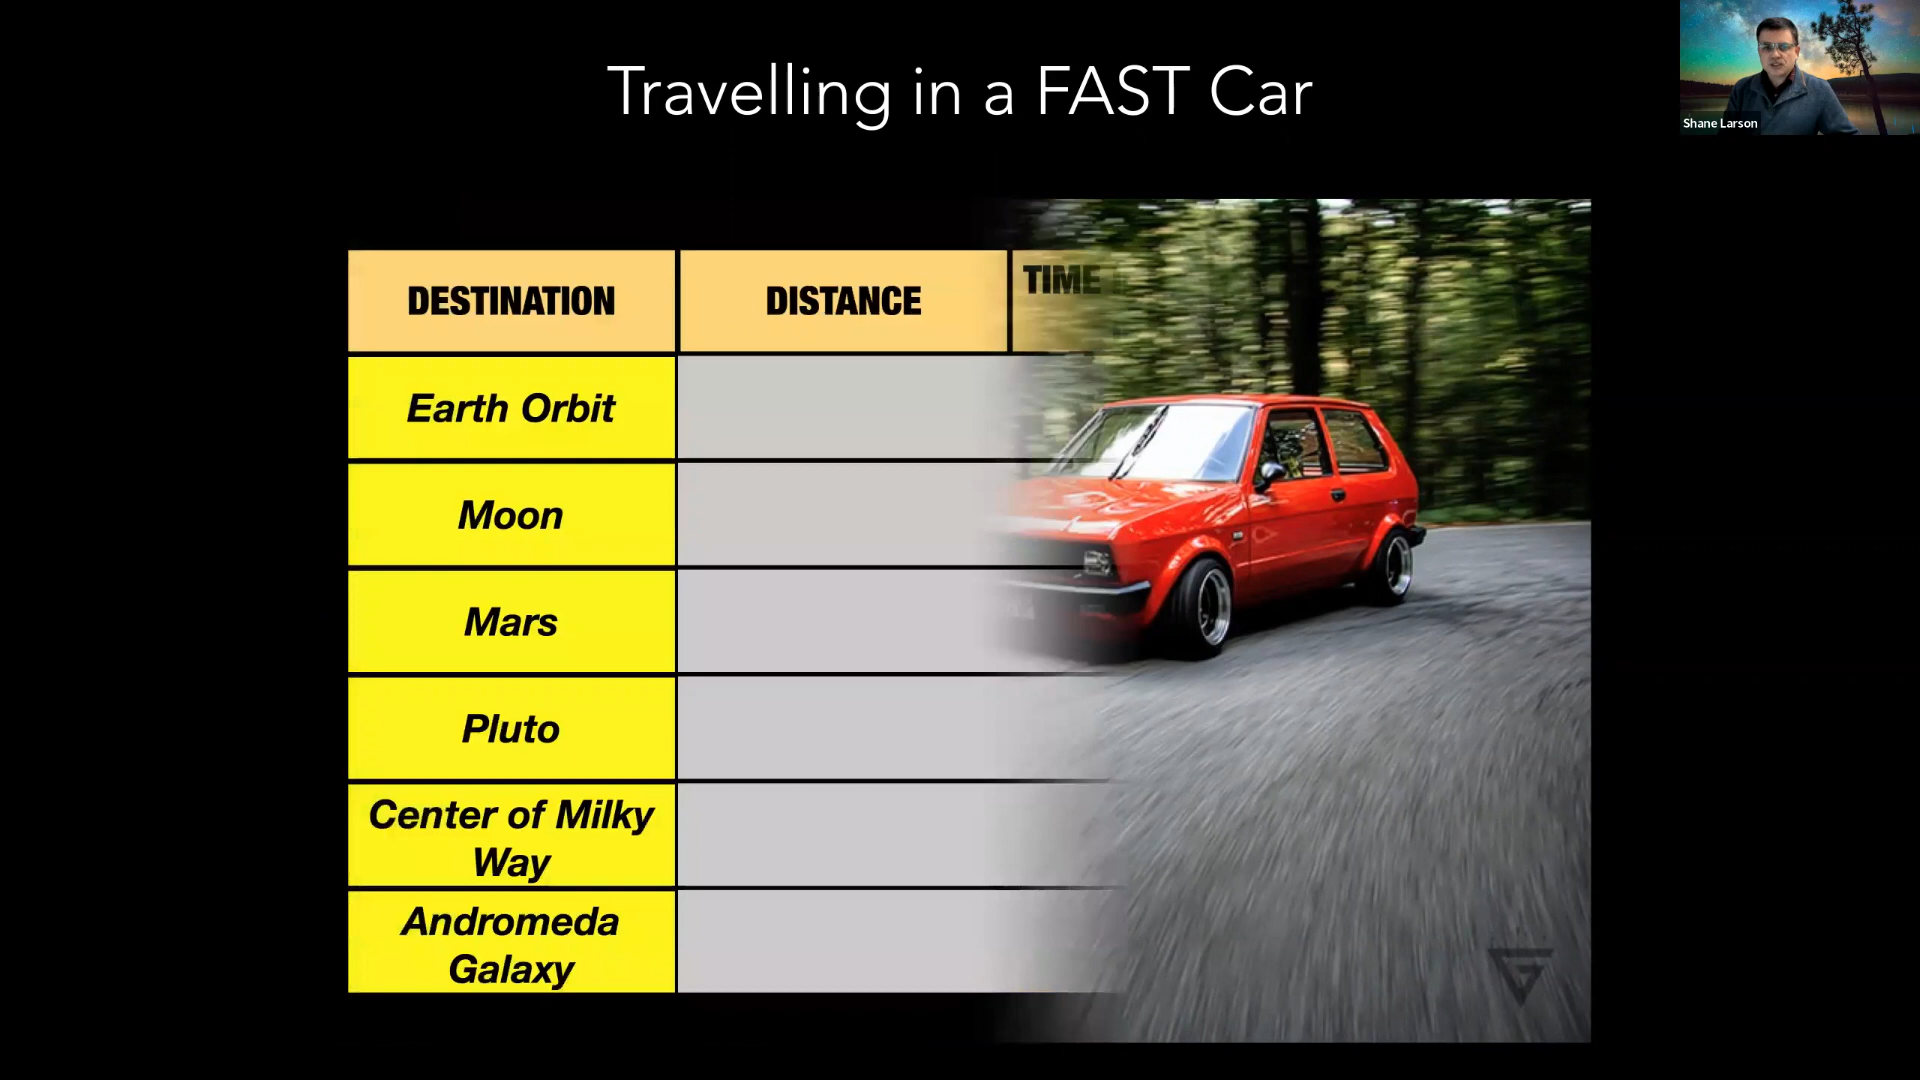 Travelling in a FAST Car
Shane Larson
DESTINATION
DISTANCE
TIME
Earth Orbit
Moon
Mars
Pluto
Center of Milky
Way
Andromeda
Galaxy